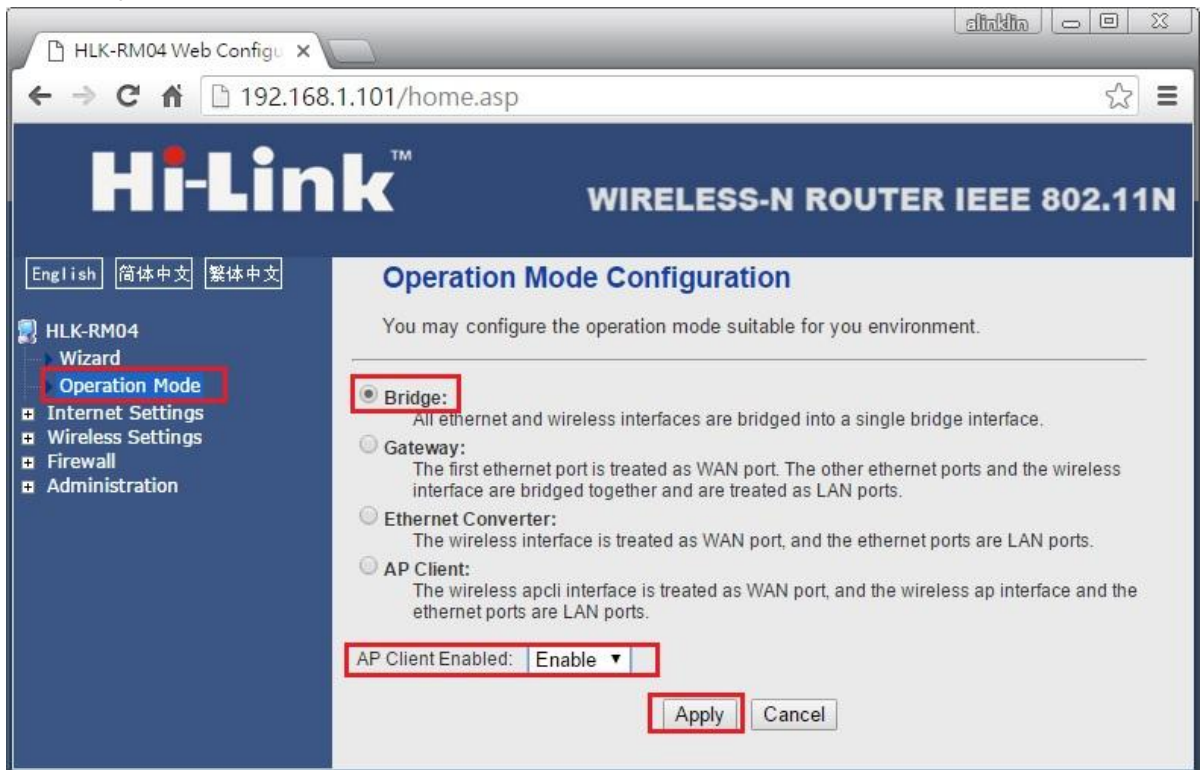 alinklin
HLK-RM04 Web Configu
192.168.1.101/home.asp
Hi-Link™
WIRELESS-N ROUTER IEEE 802.11N
English 简体中文 繁体中文
HLK-RM04
Wizard
Operation Mode
Internet Settings
Wireless Settings
Firewall
Administration
Operation Mode Configuration
You may configure the operation mode suitable for you environment.
Bridge:
All ethernet and wireless interfaces are bridged into a single bridge interface.
Gateway:
The first ethernet port is treated as WAN port. The other ethernet ports and the wireless
interface are bridged together and are treated as LAN ports.
Ethernet Converter:
The wireless interface is treated as WAN port, and the ethernet ports are LAN ports.
AP Client:
The wireless apcli interface is treated as WAN port, and the wireless ap interface and the
ethernet ports are LAN ports.
AP Client Enabled: Enable
Apply Cancel